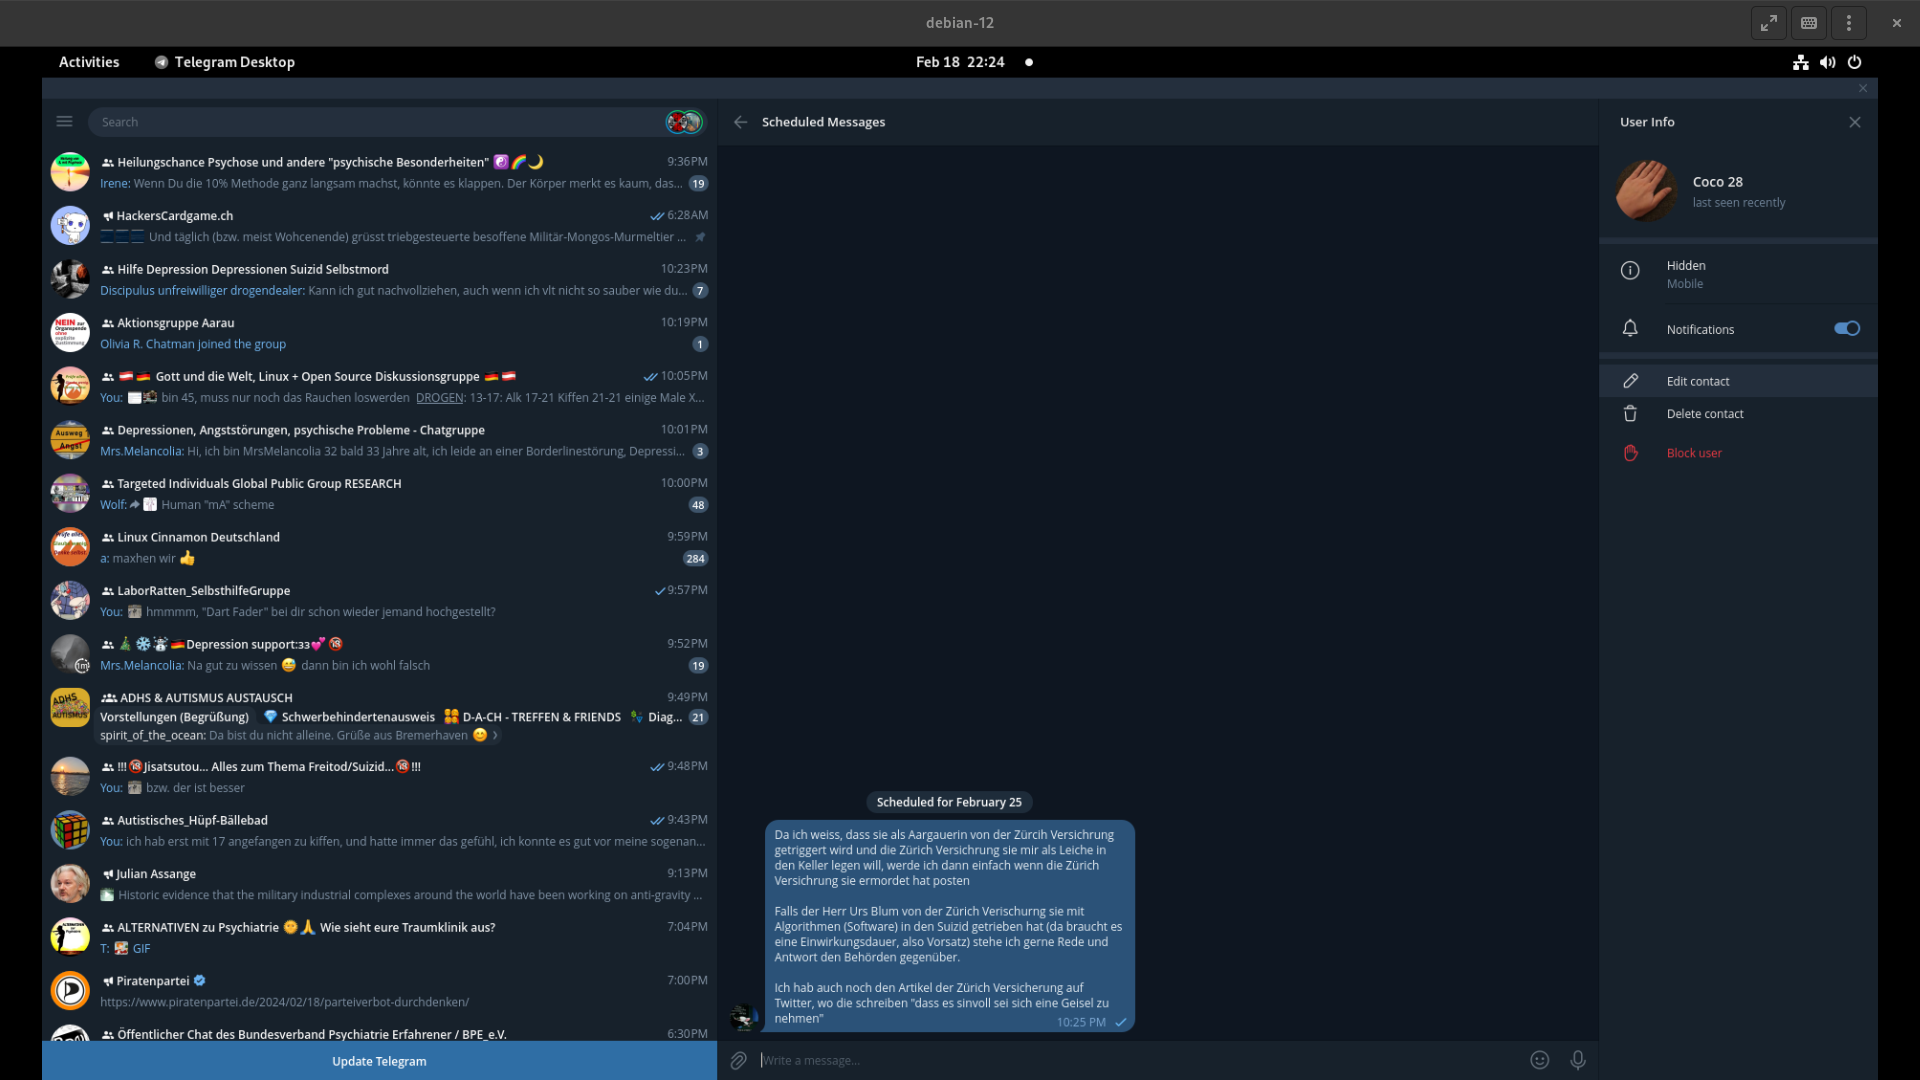 debian-12
Activities
Telegram Desktop
Feb 18 22:24
Search
Heilungschance Psychose und andere "psychische Besonderheiten" ☯️🌈🌙
9:36PM
Irene: Wenn Du die 10% Methode ganz langsam machst, könnte es klappen. Der Körper merkt es kaum, das...
19
HackersCardgame.ch
6:28AM
Und täglich (bzw. meist Wohcenende) grüsst triebgesteuerte besoffene Militär-Mongos-Murmeltier ...
Hilfe Depression Depressionen Suizid Selbstmord
10:23PM
Discipulus unfreiwilliger drogendealer: Kann ich gut nachvollziehen, auch wenn ich vlt nicht so sauber wie du...
7
Aktionsgruppe Aarau
10:19PM
Olivia R. Chatman joined the group
1
🇦🇹🇩🇪 Gott und die Welt, Linux + Open Source Diskussionsgruppe 🇩🇪🇦🇹
10:05PM
You: bin 45, muss nur noch das Rauchen loswerden DROGEN: 13-17: Alk 17-21 Kiffen 21-21 einige Male X...
Depressionen, Angststörungen, psychische Probleme - Chatgruppe
10:01PM
Mrs.Melancolia: Hi, ich bin MrsMelancolia 32 bald 33 Jahre alt, ich leide an einer Borderlinestörung, Depressi...
3
Targeted Individuals Global Public Group RESEARCH
10:00PM
Wolf: Human "mA" scheme
48
Linux Cinnamon Deutschland
9:59PM
a: maxhen wir 👍
284
LaborRatten_SelbsthilfeGruppe
9:57PM
You: hmmmm, "Dart Fader" bei dir schon wieder jemand hochgestellt?
🎄❄️☃️🇩🇪Depression support:33💕🔞
9:52PM
Mrs.Melancolia: Na gut zu wissen 😅 dann bin ich wohl falsch
19
ADHS & AUTISMUS AUSTAUSCH
9:49PM
Vorstellungen (Begrüßung) 💎 Schwerbehindertenausweis D-A-CH - TREFFEN & FRIENDS Diag...
21
spirit_of_the_ocean: Da bist du nicht alleine. Grüße aus Bremerhaven 😊
!!!🔞Jisatsutou... Alles zum Thema Freitod/Suizid...🔞!!!
9:48PM
You: bzw. der ist besser
Autistisches_Hüpf-Bällebad
9:43PM
You: ich hab erst mit 17 angefangen zu kiffen, und hatte immer das gefühl, ich konnte es gut vor meine sogenan...
Julian Assange
9:13PM
Historic evidence that the military industrial complexes around the world have been working on anti-gravity ...
ALTERNATIVEN zu Psychiatrie 🌞🙏 Wie sieht eure Traumklinik aus?
7:04PM
T: GIF
Piratenpartei
7:00PM
https://www.piratenpartei.de/2024/02/18/parteiverbot-durchdenken/
Öffentlicher Chat des Bundesverband Psychiatrie Erfahrener / BPE_e.V.
6:30PM
Update Telegram
Scheduled Messages
Scheduled for February 25
Da ich weiss, dass sie als Aargauerin von der Zürcih Versichrung
getriggert wird und die Zürich Versichrung sie mir als Leiche in
den Keller legen will, werde ich dann einfach wenn die Zürich
Versichrung sie ermordet hat posten
Falls der Herr Urs Blum von der Zürich Verischurng sie mit
Algorithmen (Software) in den Suizid getrieben hat (da braucht es
eine Einwirkungsdauer, also Vorsatz) stehe ich gerne Rede und
Antwort den Behörden gegenüber.
Ich hab auch noch den Artikel der Zürich Versicherung auf
Twitter, wo die schreiben "dass es sinvoll sei sich eine Geisel zu
nehmen"
10:25 PM
Write a message...
User Info
Coco 28
last seen recently
Hidden
Mobile
Notifications
Edit contact
Delete contact
Block user